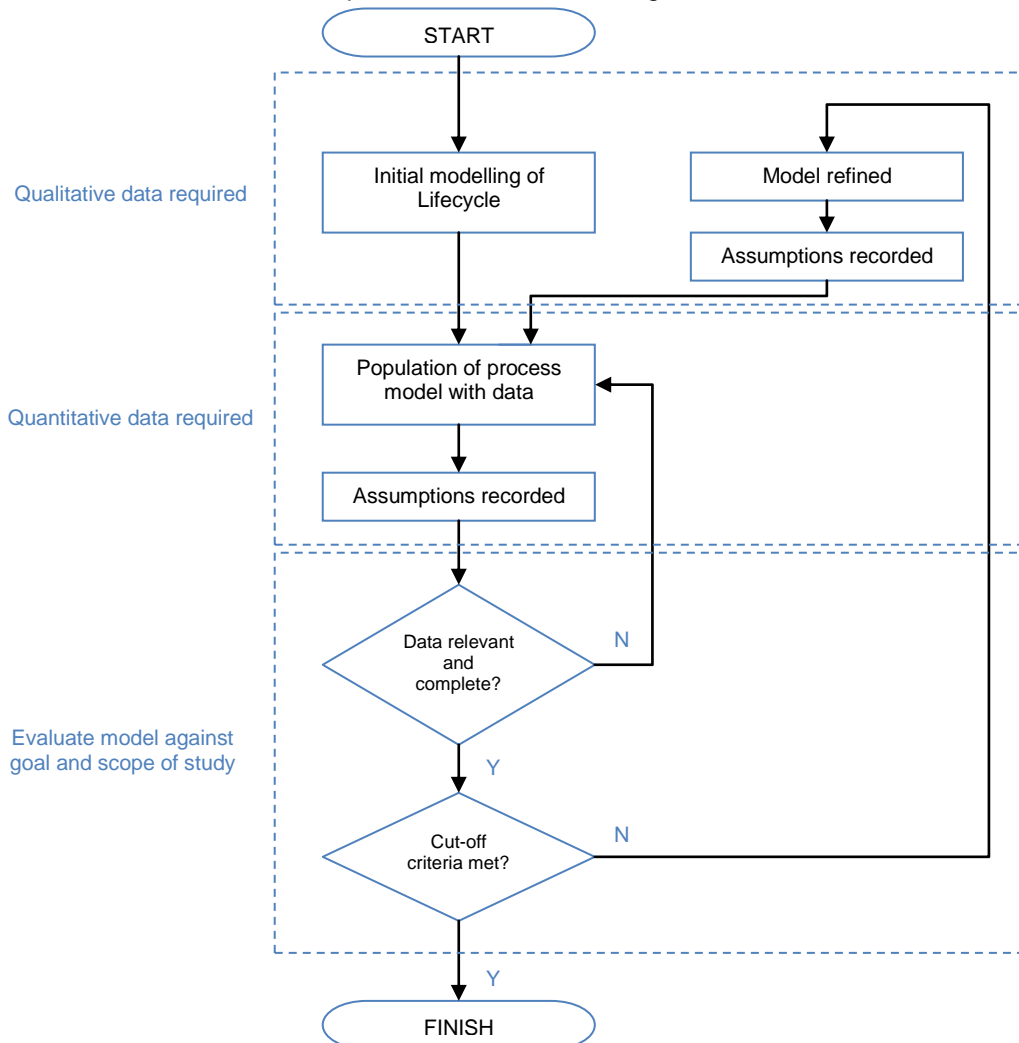 START
Initial modelling of
Lifecycle
Model refined
Qualitative data required
Assumptions recorded
Population of process
model with data
Quantitative data required
Assumptions recorded
Data relevant
and
complete?
N
Evaluate model against
goal and scope of study
Y
Cut-off
criteria met?
N
Y
FINISH